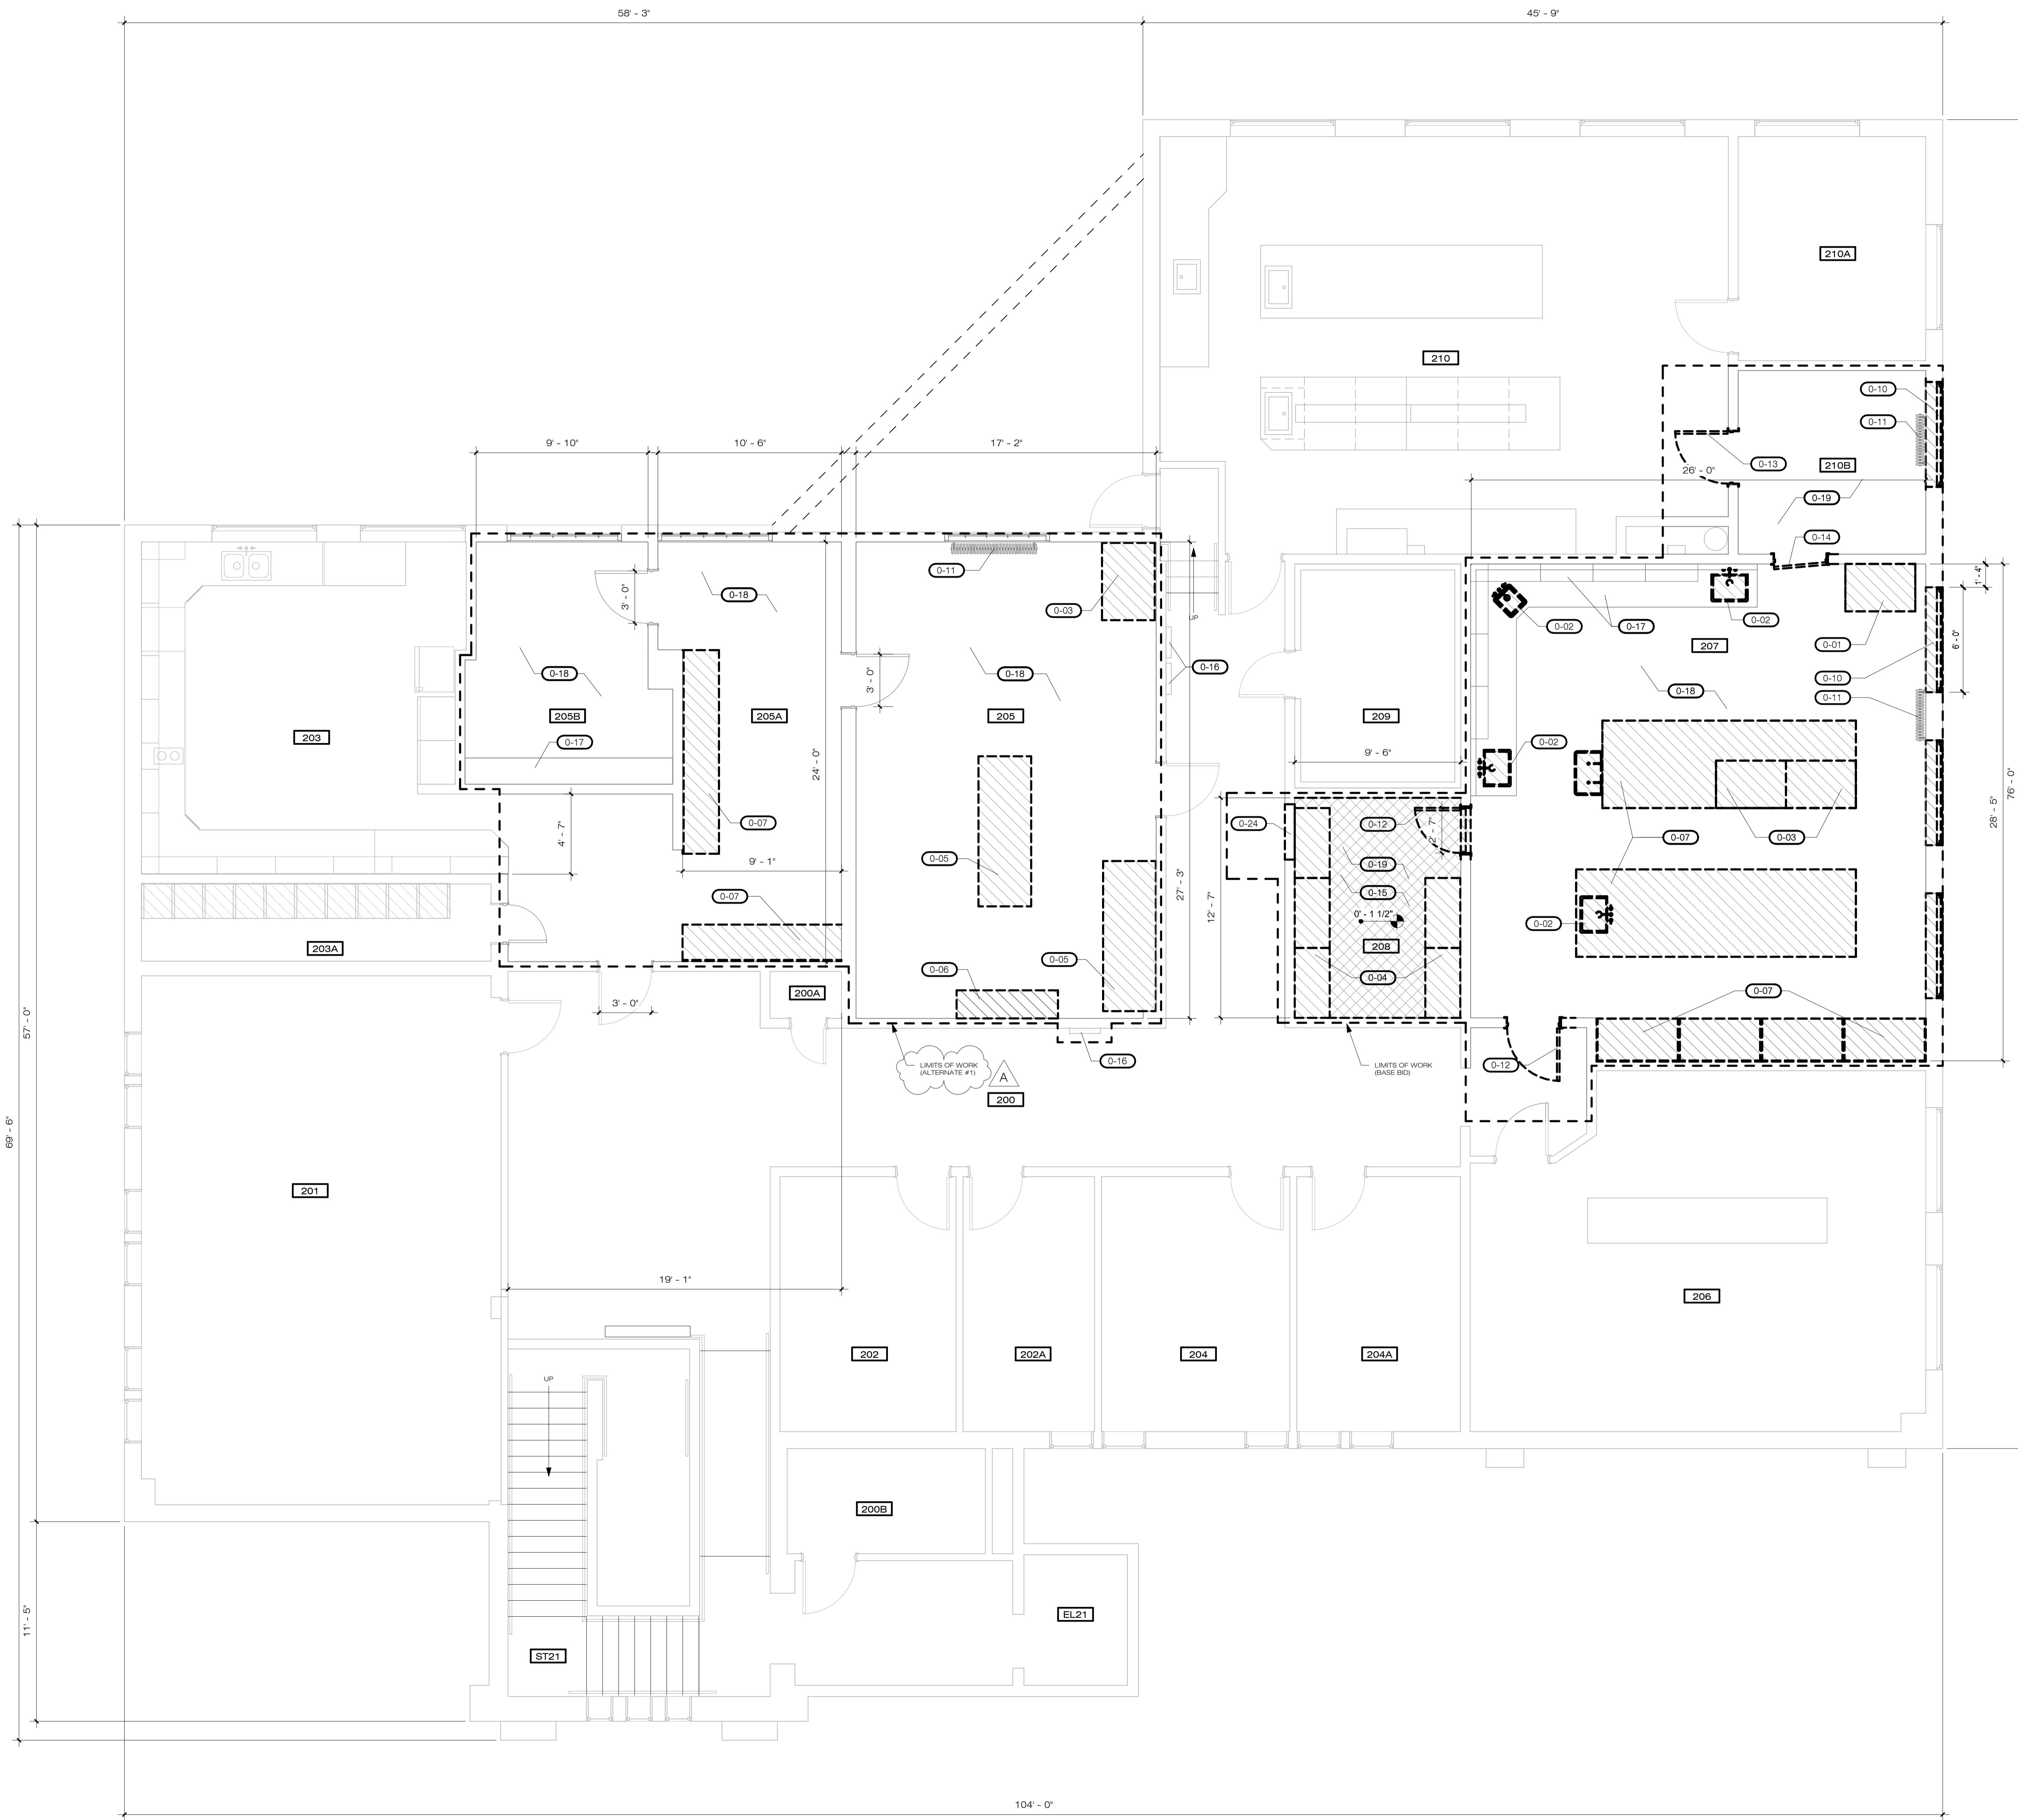 58' - 3"
45' - 9"
210A
210
0-10
0-11
9' - 10"
10' - 6"
17' - 2"
0-13
210B
26' - 0"
0-19
0-14
0-11
3' - 0"
0-18
0-03
UP
1' - 4"
0-02
0-17
0-02
6' - 0"
207
0-01
0-16
0-18
0-18
3' - 0"
0-10
0-18
0-11
205B
205A
205
209
203
0-17
0-02
9' - 6"
24' - 0"
76' - 0"
4' - 7"
0-07
0-24
0-12
2' - 7"
28' - 5"
0-07
0-03
9' - 1"
0-05
0-19
27' - 3"
0-15
12' - 7"
0-07
0' - 1 1/2"
0-02
203A
208
0-05
0-06
0-04
0-07
200A
3' - 0"
57' - 0"
0-16
LIMITS OF WORK
(ALTERNATE #1)
A
LIMITS OF WORK
(BASE BID)
0-12
200
69' - 6"
201
19' - 1"
206
202
202A
204
204A
UP
200B
11' - 5"
EL21
ST21
104' - 0"